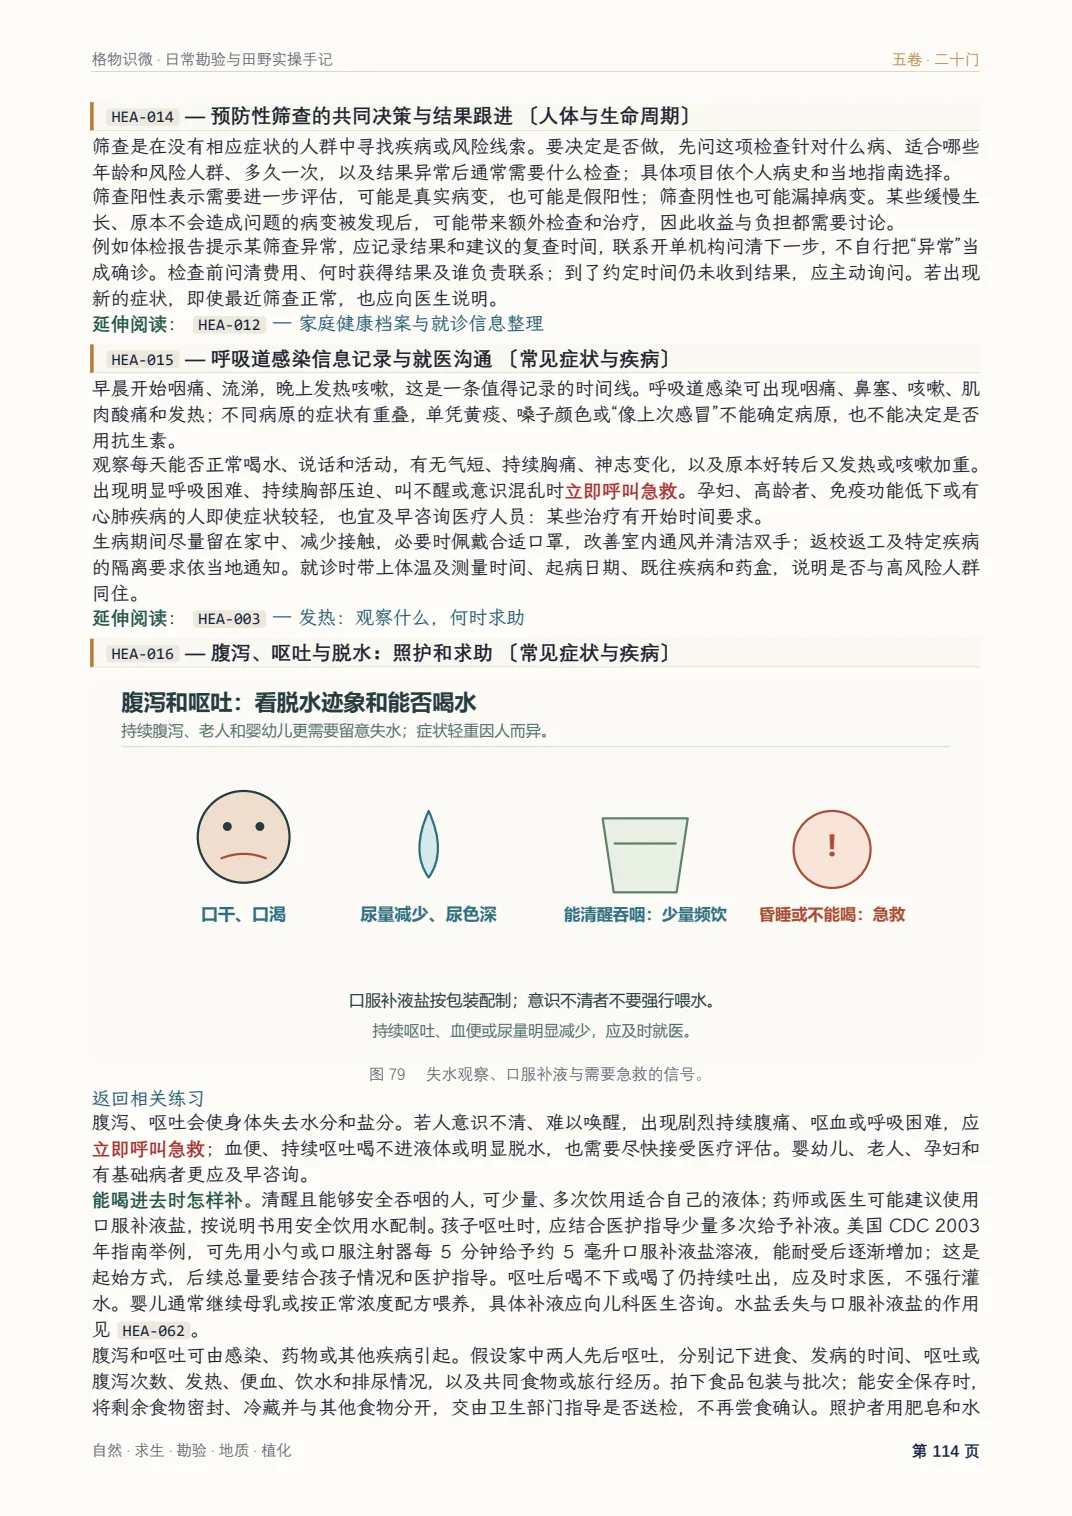 格物识微 · 日常勘验与田野实操手记
五卷 · 二十门
HEA-014 — 预防性筛查的共同决策与结果跟进 〔人体与生命周期〕
筛查是在没有相应症状的人群中寻找疾病或风险线索。要决定是否做，先问这项检查针对什么病、适合哪些
年龄和风险人群、多久一次，以及结果异常后通常需要什么检查；具体项目依个人病史和当地指南选择。
筛查阳性表示需要进一步评估，可能是真实病变，也可能是假阳性；筛查阴性也可能漏掉病变。某些缓慢生
长、原本不会造成问题的病变被发现后，可能带来额外检查和治疗，因此收益与负担都需要讨论。
例如体检报告提示某筛查异常，应记录结果和建议的复查时间，联系开单机构问清下一步，不自行把“异常”当
成确诊。检查前问清费用、何时获得结果及谁负责联系；到了约定时间仍未收到结果，应主动询问。若出现
新的症状，即使最近筛查正常，也应向医生说明。
延伸阅读： HEA-012 — 家庭健康档案与就诊信息整理
HEA-015 — 呼吸道感染信息记录与就医沟通 〔常见症状与疾病〕
早晨开始咽痛、流涕，晚上发热咳嗽，这是一条值得记录的时间线。呼吸道感染可出现咽痛、鼻塞、咳嗽、肌
肉酸痛和发热；不同病原的症状有重叠，单凭黄痰、嗓子颜色或“像上次感冒”不能确定病原，也不能决定是否
用抗生素。
观察每天能否正常喝水、说话和活动，有无气短、持续胸痛、神志变化，以及原本好转后又发热或咳嗽加重。
出现明显呼吸困难、持续胸部压迫、叫不醒或意识混乱时立即呼叫急救。孕妇、高龄者、免疫功能低下或有
心肺疾病的人即使症状较轻，也宜及早咨询医疗人员：某些治疗有开始时间要求。
生病期间尽量留在家中、减少接触，必要时佩戴合适口罩，改善室内通风并清洁双手；返校返工及特定疾病
的隔离要求依当地通知。就诊时带上体温及测量时间、起病日期、既往疾病和药盒，说明是否与高风险人群
同住。
延伸阅读： HEA-003 — 发热：观察什么，何时求助
HEA-016 — 腹泻、呕吐与脱水：照护和求助 〔常见症状与疾病〕
腹泻和呕吐：看脱水迹象和能否喝水
持续腹泻、老人和婴幼儿更需要留意失水；症状轻重因人而异。
!
口干、口渴
尿量减少、尿色深
能清醒吞咽：少量频饮
昏睡或不能喝：急救
口服补液盐按包装配制；意识不清者不要强行喂水。
持续呕吐、血便或尿量明显减少，应及时就医。
图 79 失水观察、口服补液与需要急救的信号。
返回相关练习
腹泻、呕吐会使身体失去水分和盐分。若人意识不清、难以唤醒，出现剧烈持续腹痛、呕血或呼吸困难，应
立即呼叫急救；血便、持续呕吐喝不进液体或明显脱水，也需要尽快接受医疗评估。婴幼儿、老人、孕妇和
有基础病者更应及早咨询。
能喝进去时怎样补。清醒且能够安全吞咽的人，可少量、多次饮用适合自己的液体；药师或医生可能建议使用
口服补液盐，按说明书用安全饮用水配制。孩子呕吐时，应结合医护指导少量多次给予补液。美国 CDC 2003
年指南举例，可先用小勺或口服注射器每 5 分钟给予约 5 毫升口服补液盐溶液，能耐受后逐渐增加；这是
起始方式，后续总量要结合孩子情况和医护指导。呕吐后喝不下或喝了仍持续吐出，应及时求医，不强行灌
水。婴儿通常继续母乳或按正常浓度配方喂养，具体补液应向儿科医生咨询。水盐丢失与口服补液盐的作用
见 HEA-062。
腹泻和呕吐可由感染、药物或其他疾病引起。假设家中两人先后呕吐，分别记下进食、发病的时间、呕吐或
腹泻次数、发热、便血、饮水和排尿情况，以及共同食物或旅行经历。拍下食品包装与批次；能安全保存时，
将剩余食物密封、冷藏并与其他食物分开，交由卫生部门指导是否送检，不再尝食确认。照护者用肥皂和水
自然 · 求生 · 勘验 · 地质 · 植化
第 114 页